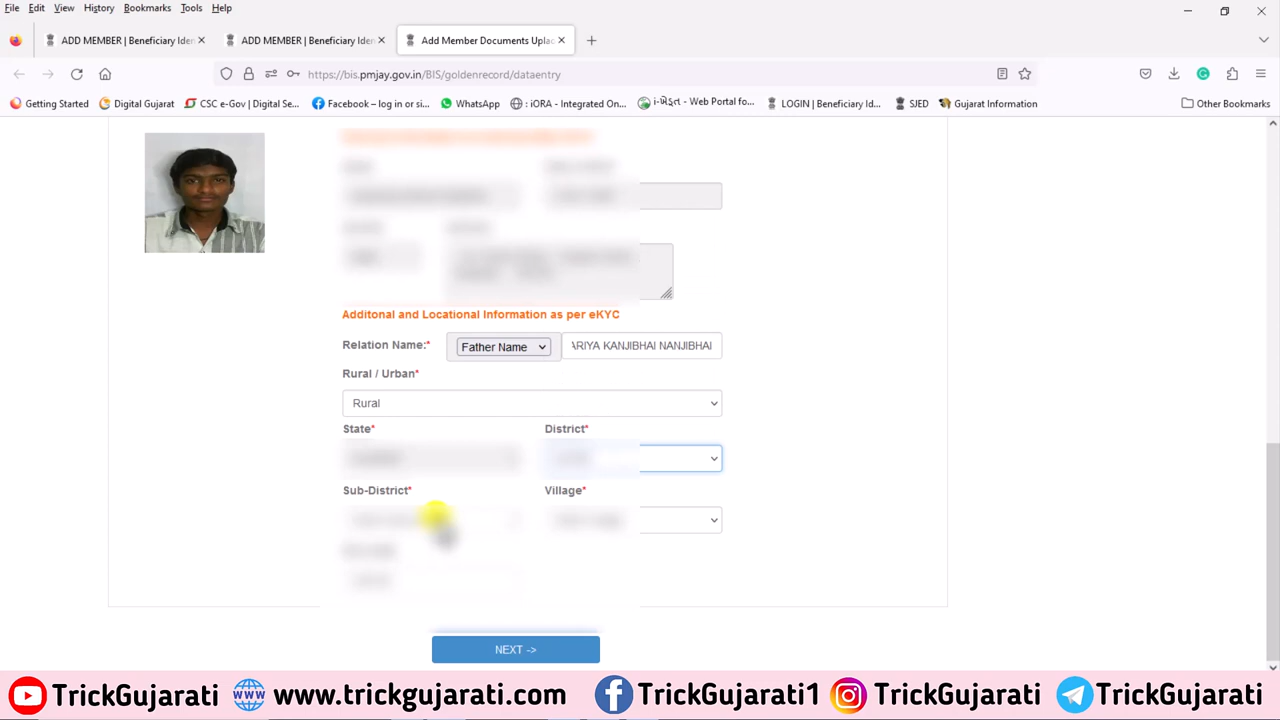 File Edit View History Bookmarks Tools Help
ADD MEMBER | Beneficiary Iden ADD MEMBER | Beneficiary Iden Add Member Documents Uploa
https://bis.pmjay.gov.in/BIS/goldenrecord/dataentry
Getting Started Digital Gujarat CSC e-Gov | Digital Se... Facebook – log in or si... WhatsApp : iORA - Integrated On... - Web Portal fo... LOGIN | Beneficiary Id... SJED Gujarat Information Other Bookmarks
Additonal and Locational Information as per eKYC
Relation Name:* Father Name ARIYA KANJIBHAI NANJIBHAI
Rural / Urban*
Rural
State* District*
Sub-District* Village*
NEXT ->
TrickGujarati www.trickgujarati.com TrickGujarati1 TrickGujarati TrickGujarati